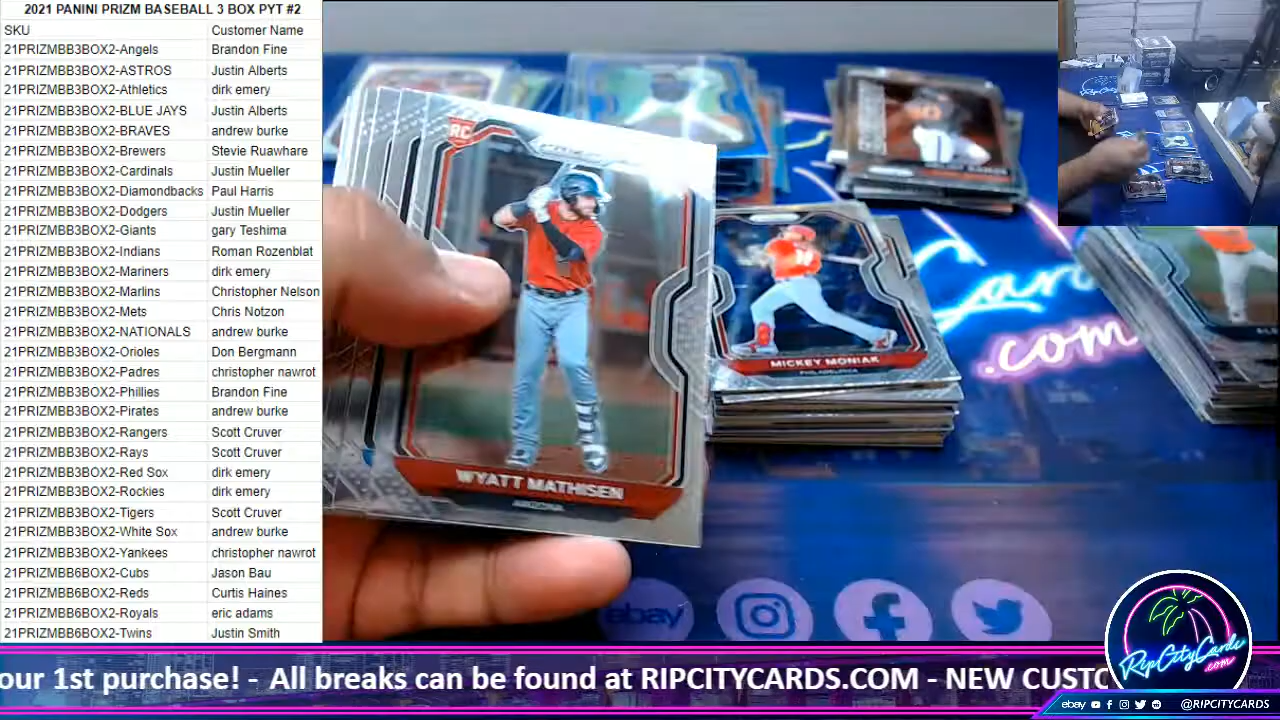 2021 PANINI PRIZM BASEBALL 3 BOX PYT #2
SKU Customer Name
21PRIZMBB3BOX2-Angels Brandon Fine
21PRIZMBB3BOX2-ASTROS Justin Alberts
21PRIZMBB3BOX2-Athletics dirk emery
21PRIZMBB3BOX2-BLUE JAYS Justin Alberts
21PRIZMBB3BOX2-BRAVES andrew burke
21PRIZMBB3BOX2-Brewers Stevie Ruawhare
21PRIZMBB3BOX2-Cardinals Justin Mueller
21PRIZMBB3BOX2-Diamondbacks Paul Harris
21PRIZMBB3BOX2-Dodgers Justin Mueller
21PRIZMBB3BOX2-Giants gary Teshima
21PRIZMBB3BOX2-Indians Roman Rozenblat
21PRIZMBB3BOX2-Mariners dirk emery
21PRIZMBB3BOX2-Marlins Christopher Nelson
21PRIZMBB3BOX2-Mets Chris Notzon
21PRIZMBB3BOX2-NATIONALS andrew burke
21PRIZMBB3BOX2-Orioles Don Bergmann
21PRIZMBB3BOX2-Padres christopher nawrot
21PRIZMBB3BOX2-Phillies Brandon Fine
21PRIZMBB3BOX2-Pirates andrew burke
21PRIZMBB3BOX2-Rangers Scott Cruver
21PRIZMBB3BOX2-Rays Scott Cruver
21PRIZMBB3BOX2-Red Sox dirk emery
21PRIZMBB3BOX2-Rockies dirk emery
21PRIZMBB3BOX2-Tigers Scott Cruver
21PRIZMBB3BOX2-White Sox andrew burke
21PRIZMBB3BOX2-Yankees christopher nawrot
21PRIZMBB6BOX2-Cubs Jason Bau
21PRIZMBB6BOX2-Reds Curtis Haines
21PRIZMBB6BOX2-Royals eric adams
21PRIZMBB6BOX2-Twins Justin Smith
RC
WYATT MATHISEN
ARIZONA
MICKEY MONIAK
PHILADELPHIA
Card
.com
ebay
our 1st purchase! - All breaks can be found at RIPCITYCARDS.COM - NEW CUSTO
RipCityCards
.com
ebay @RIPCITYCARDS